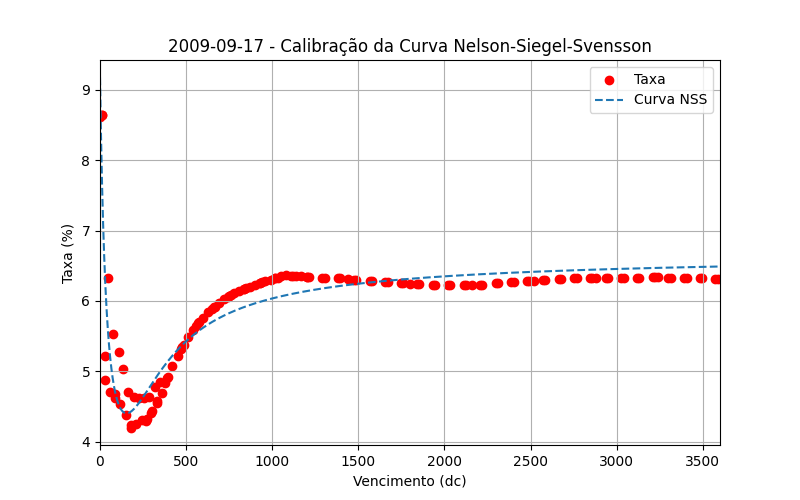 2009-09-17 - Calibração da Curva Nelson-Siegel-Svensson
Taxa
Curva NSS
Taxa (%)
9
8
7
6
5
4
0 500 1000 1500 2000 2500 3000 3500
Vencimento (dc)